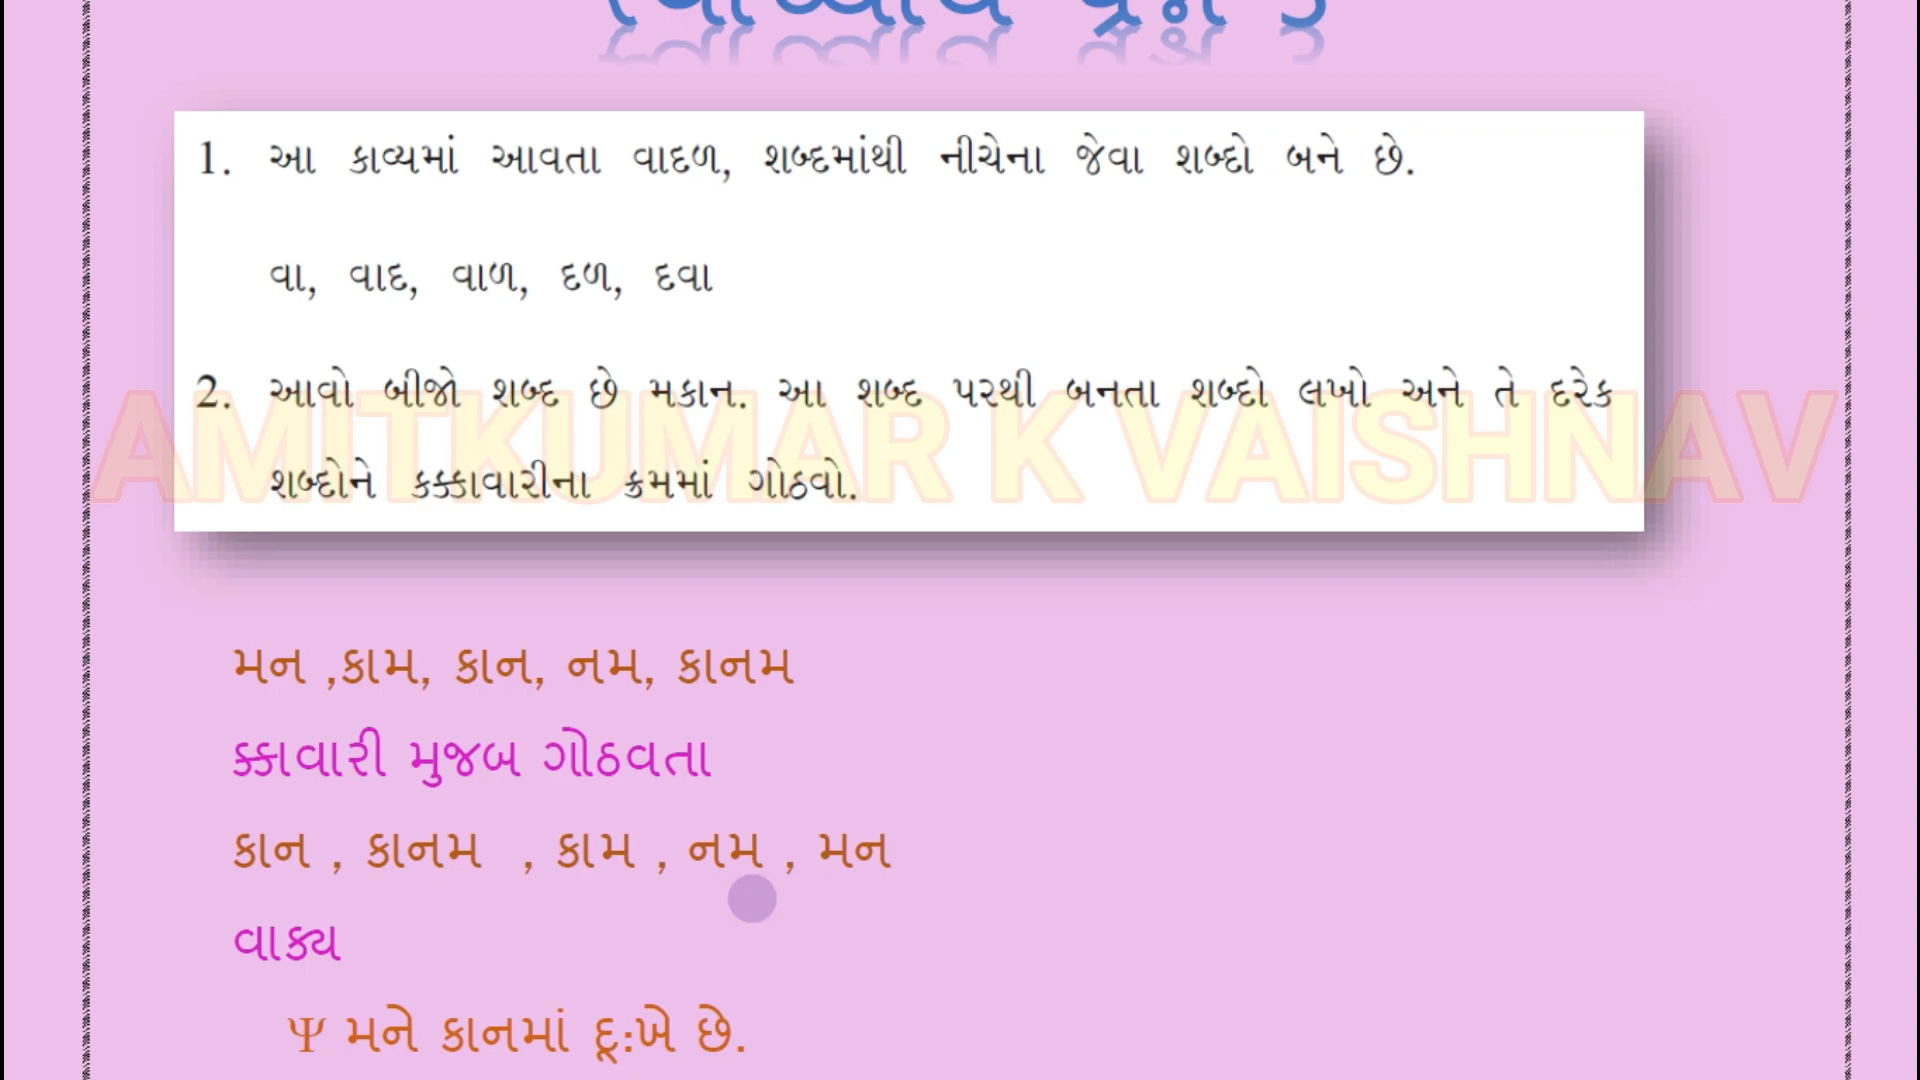 1. આ કાવ્યમાં આવતા વાદળ, શબ્દમાંથી નીચેના જેવા શબ્દો બને છે.
વા, વાદ, વાળ, દળ, દવા
2. આવો બીજો શબ્દ છે મકાન. આ શબ્દ પરથી બનતા શબ્દો લખો અને તે દરેક
AMITKUMAR K VAISHNAV
શબ્દોને કક્કાવારીના ક્રમમાં ગોઠવો.
મન ,કામ, કાન, નમ, કાનમ
ક્કાવારી મુજબ ગોઠવતા
કાન , કાનમ , કામ , નમ , મન
વાક્ય
Ψ મને કાનમાં દૂ:ખે છે.